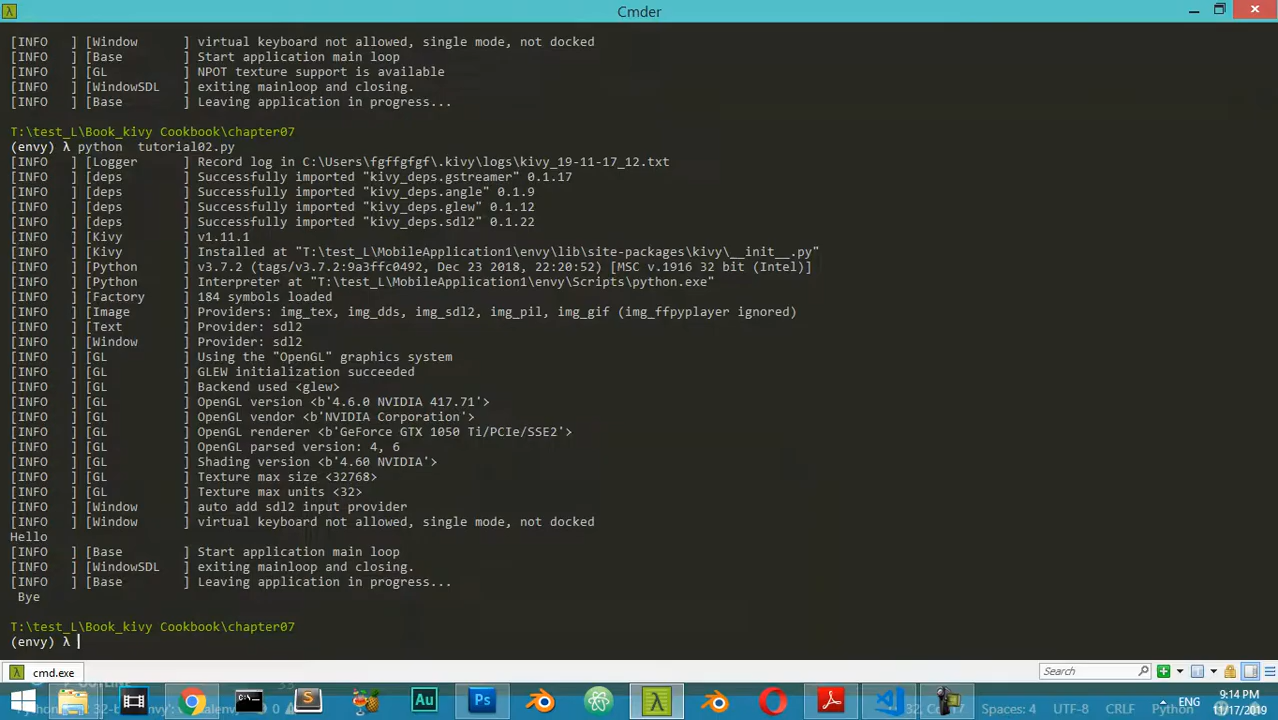 Cmder
[INFO   ] [Window      ] virtual keyboard not allowed, single mode, not docked
[INFO   ] [Base        ] Start application main loop
[INFO   ] [GL          ] NPOT texture support is available
[INFO   ] [WindowSDL   ] exiting mainloop and closing.
[INFO   ] [Base        ] Leaving application in progress...
T:\test_L\Book_kivy Cookbook\chapter07
(envy) λ python  tutorial02.py
[INFO   ] [Logger      ] Record log in C:\Users\fgffgfgf\.kivy\logs\kivy_19-11-17_12.txt
[INFO   ] [deps        ] Successfully imported "kivy_deps.gstreamer" 0.1.17
[INFO   ] [deps        ] Successfully imported "kivy_deps.angle" 0.1.9
[INFO   ] [deps        ] Successfully imported "kivy_deps.glew" 0.1.12
[INFO   ] [deps        ] Successfully imported "kivy_deps.sdl2" 0.1.22
[INFO   ] [Kivy        ] v1.11.1
[INFO   ] [Kivy        ] Installed at "T:\test_L\MobileApplication1\envy\lib\site-packages\kivy\__init__.py"
[INFO   ] [Python      ] v3.7.2 (tags/v3.7.2:9a3ffc0492, Dec 23 2018, 22:20:52) [MSC v.1916 32 bit (Intel)]
[INFO   ] [Python      ] Interpreter at "T:\test_L\MobileApplication1\envy\Scripts\python.exe"
[INFO   ] [Factory     ] 184 symbols loaded
[INFO   ] [Image       ] Providers: img_tex, img_dds, img_sdl2, img_pil, img_gif (img_ffpyplayer ignored)
[INFO   ] [Text        ] Provider: sdl2
[INFO   ] [Window      ] Provider: sdl2
[INFO   ] [GL          ] Using the "OpenGL" graphics system
[INFO   ] [GL          ] GLEW initialization succeeded
[INFO   ] [GL          ] Backend used <glew>
[INFO   ] [GL          ] OpenGL version <b'4.6.0 NVIDIA 417.71'>
[INFO   ] [GL          ] OpenGL vendor <b'NVIDIA Corporation'>
[INFO   ] [GL          ] OpenGL renderer <b'GeForce GTX 1050 Ti/PCIe/SSE2'>
[INFO   ] [GL          ] OpenGL parsed version: 4, 6
[INFO   ] [GL          ] Shading version <b'4.60 NVIDIA'>
[INFO   ] [GL          ] Texture max size <32768>
[INFO   ] [GL          ] Texture max units <32>
[INFO   ] [Window      ] auto add sdl2 input provider
[INFO   ] [Window      ] virtual keyboard not allowed, single mode, not docked
Hello
[INFO   ] [Base        ] Start application main loop
[INFO   ] [WindowSDL   ] exiting mainloop and closing.
[INFO   ] [Base        ] Leaving application in progress...
Bye
T:\test_L\Book_kivy Cookbook\chapter07
(envy) λ
cmd.exe
Search
Au
Ps
ENG
9:14 PM
11/17/2019
Spaces: 4 UTF-8 CRLF Python